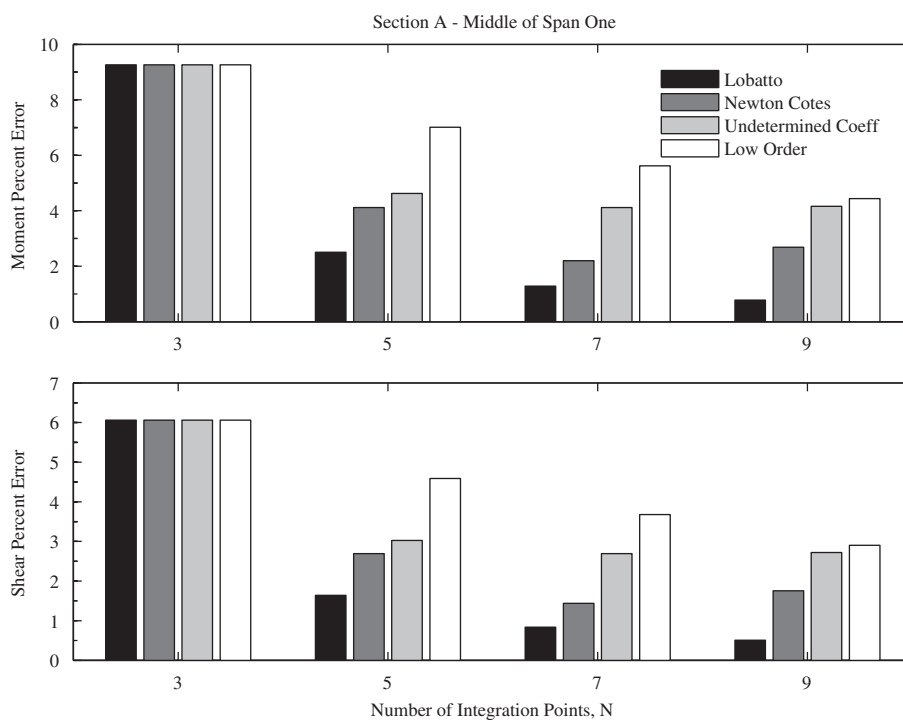 Section A - Middle of Span One
Moment Percent Error
10
8
6
4
2
0
Lobatto
Newton Cotes
Undetermined Coeff
Low Order
3 5 7 9
Shear Percent Error
7
6
5
4
3
2
1
0
3 5 7 9
Number of Integration Points, N